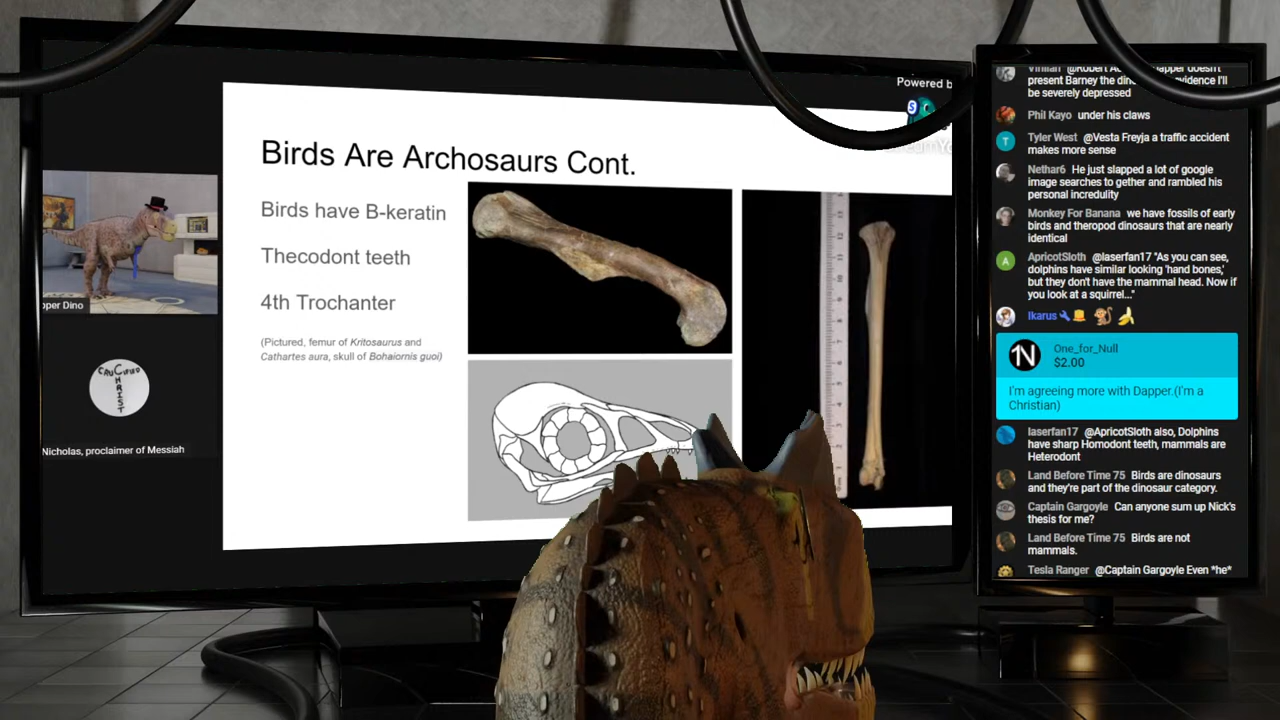 Powered b
Birds Are Archosaurs Cont.
Birds have B-keratin
Thecodont teeth
4th Trochanter
(Pictured, femur of Kritosaurus and
Cathartes aura, skull of Bohaiornis guoi)
pper Dino
CRUCIFIED
CHRIST
Nicholas, proclaimer of Messiah
be severely depressed
Phil Kayo under his claws
Tyler West @Vesta Freyja a traffic accident
makes more sense
Nethar6 He just slapped a lot of google
image searches to gether and rambled his
personal incredulity
Monkey For Banana we have fossils of early
birds and theropod dinosaurs that are nearly
identical
ApricotSloth @laserfan17 "As you can see,
dolphins have similar looking 'hand bones,'
but they don't have the mammal head. Now if
you look at a squirrel..."
Ikarus
One_for_Null
$2.00
I'm agreeing more with Dapper.(I'm a
Christian)
laserfan17 @ApricotSloth also, Dolphins
have sharp Homodont teeth, mammals are
Heterodont
Land Before Time 75 Birds are dinosaurs
and they're part of the dinosaur category.
Captain Gargoyle Can anyone sum up Nick's
thesis for me?
Land Before Time 75 Birds are not
mammals.
Tesla Ranger @Captain Gargoyle Even *he*